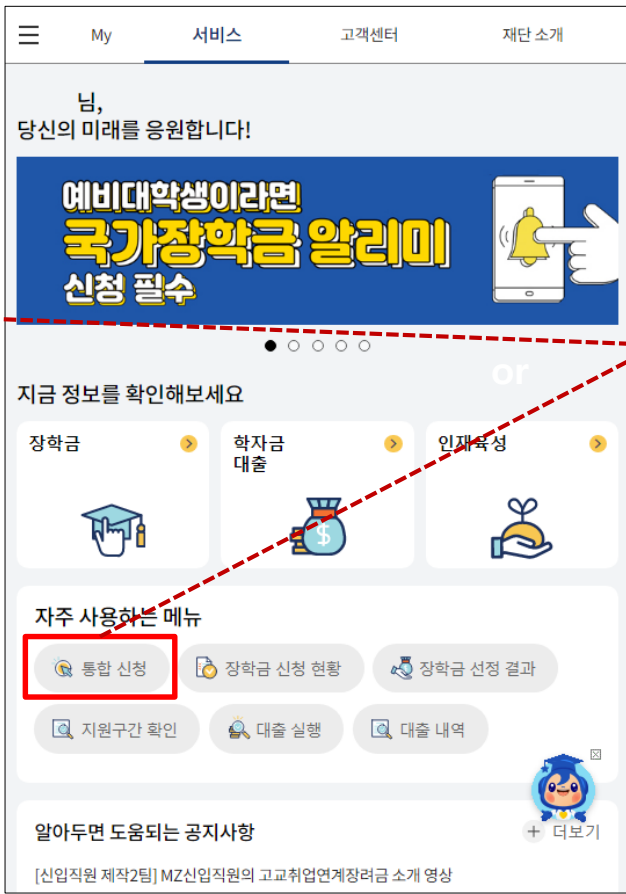 My 서비스 고객센터 재단 소개
님,
당신의 미래를 응원합니다!
예비대학생이라면
국가장학금 알리미
신청 필수
or
지금 정보를 확인해보세요
장학금 학자금 인재육성
대출
$
자주 사용하는 메뉴
통합 신청 장학금 신청 현황 장학금 선정 결과
지원구간 확인 대출 실행 대출 내역
알아두면 도움되는 공지사항 + 더보기
[신입직원 제작2팀] MZ신입직원의 고교취업연계장려금 소개 영상